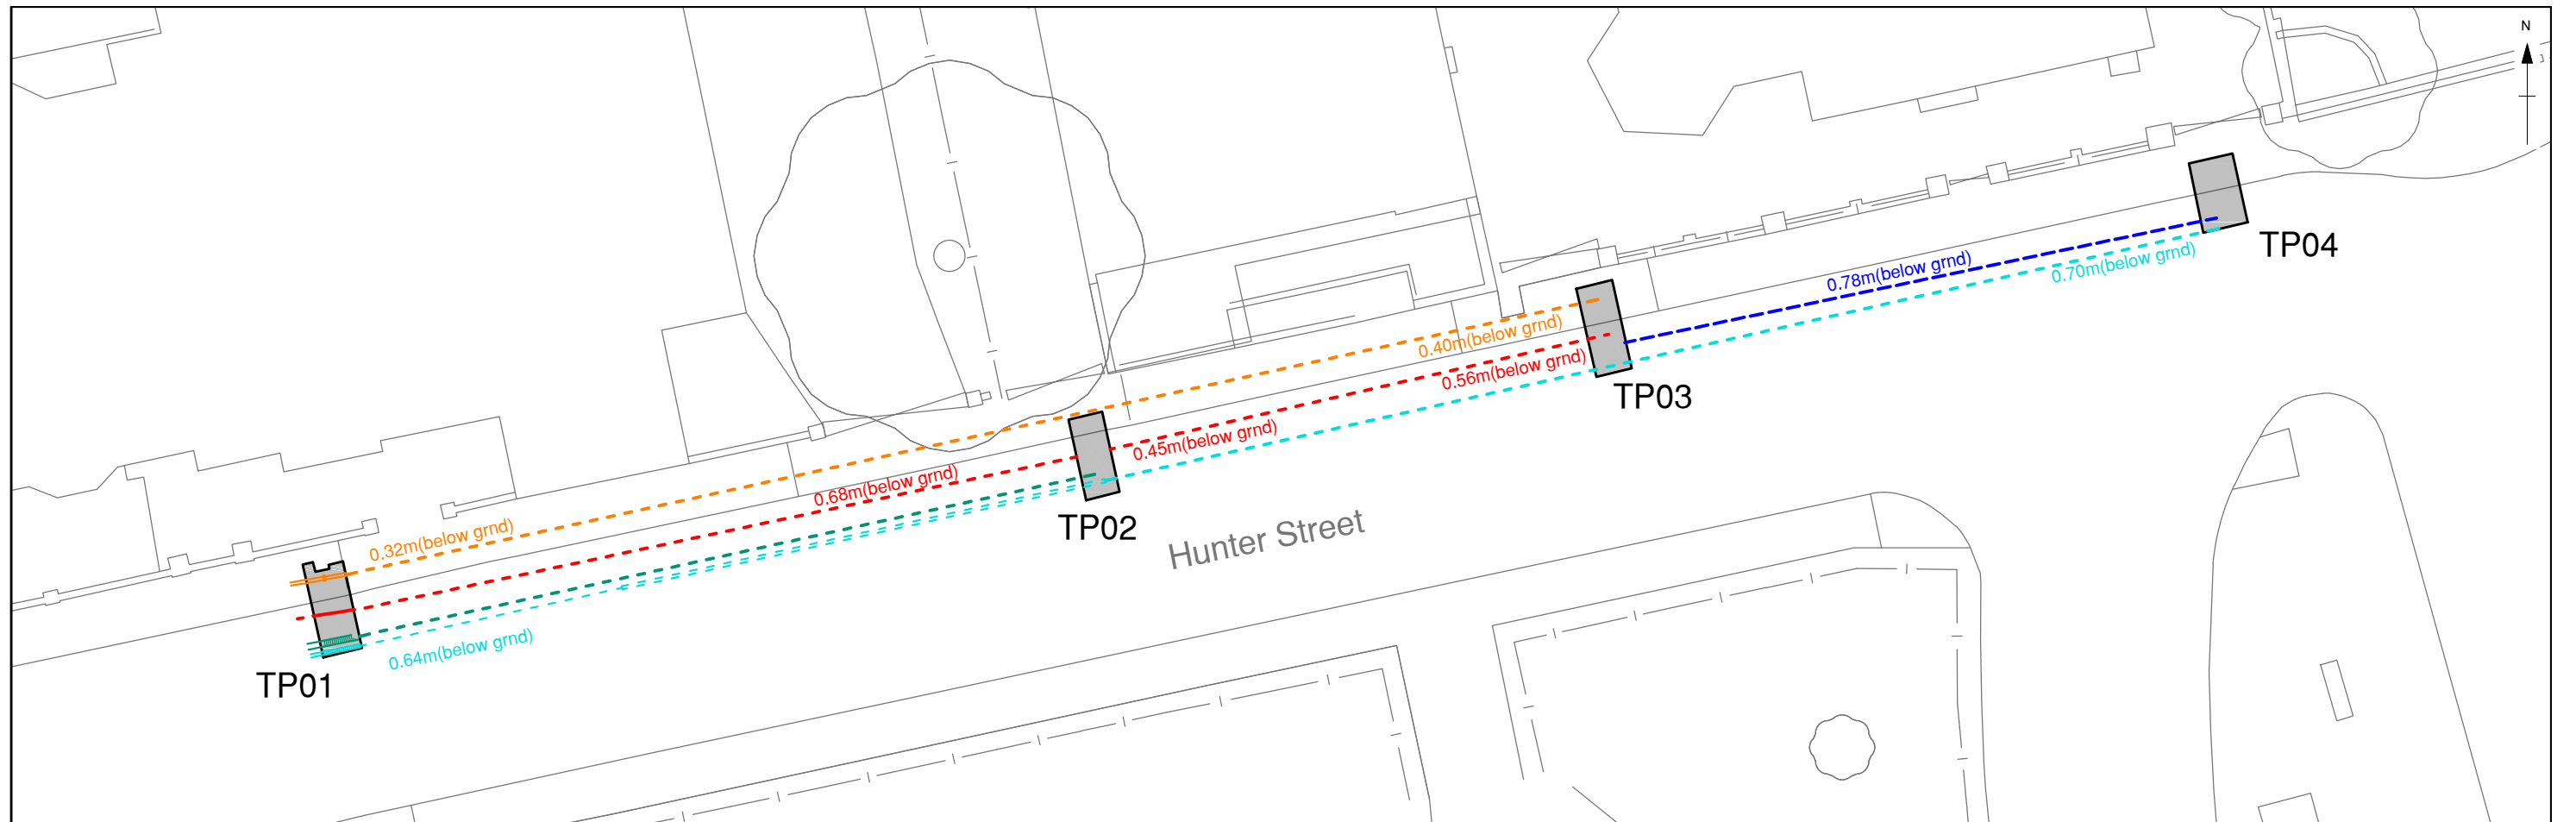 N
TP04
0.78m(below grnd)
0.70m(below grnd)
0.40m(below grnd)
0.56m(below grnd)
TP03
0.45m(below grnd)
0.68m(below grnd)
TP02
Hunter Street
0.32m(below grnd)
0.64m(below grnd)
TP01